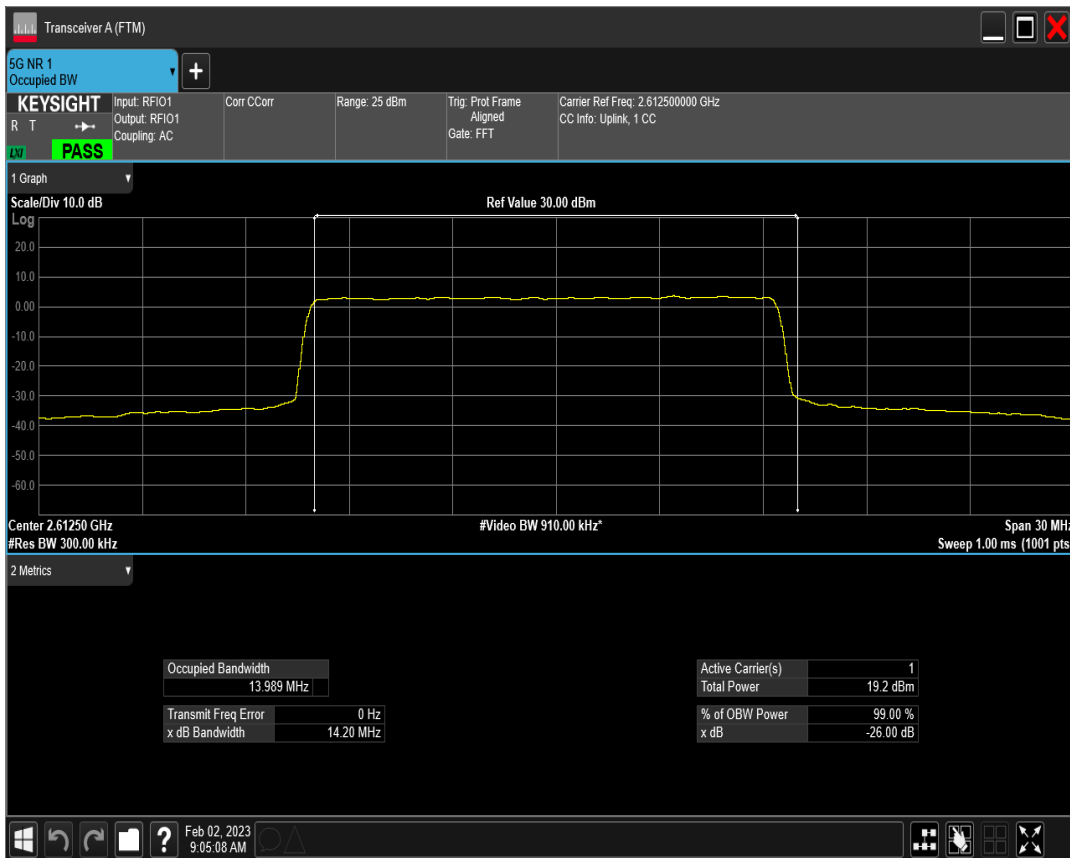 Transceiver A (FTM)
5G NR 1
Occupied BW
+
KEYSIGHT
R T
LXI
PASS
Input: RFIO1
Output: RFIO1
Coupling: AC
Corr CCorr
Range: 25 dBm
Trig: Prot Frame
Aligned
Gate: FFT
Carrier Ref Freq: 2.612500000 GHz
CC Info: Uplink, 1 CC
1 Graph
Scale/Div 10.0 dB
Ref Value 30.00 dBm
Log
20.0
10.0
0.00
-10.0
-20.0
-30.0
-40.0
-50.0
-60.0
Center 2.61250 GHz
#Video BW 910.00 kHz*
Span 30 MHz
#Res BW 300.00 kHz
Sweep 1.00 ms (1001 pts
2 Metrics
Occupied Bandwidth
13.989 MHz
Transmit Freq Error 0 Hz
x dB Bandwidth 14.20 MHz
Active Carrier(s) 1
Total Power 19.2 dBm
% of OBW Power 99.00 %
x dB -26.00 dB
?
Feb 02, 2023
9:05:08 AM